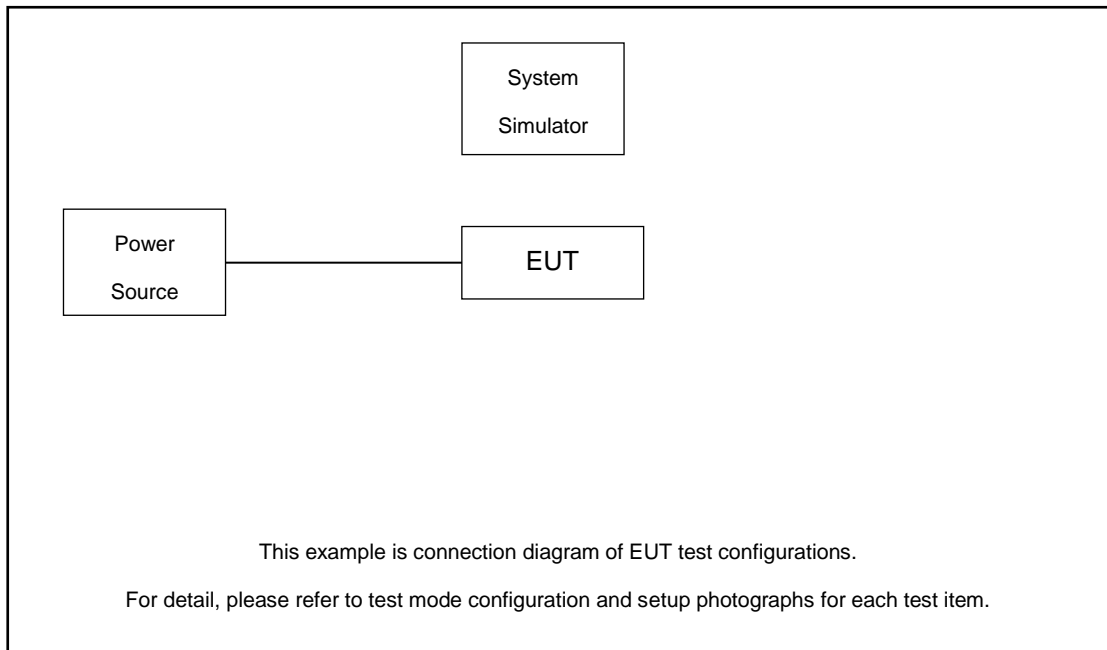 System
Simulator
Power
Source
EUT
This example is connection diagram of EUT test configurations.
For detail, please refer to test mode configuration and setup photographs for each test item.